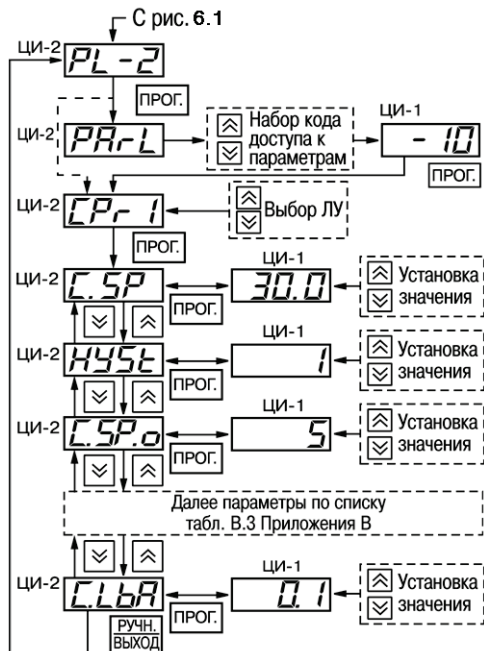 С рис. 6.1
ЦИ-2 PL-2
ПРОГ.
ЦИ-2 PArL
Набор кода
доступа к
параметрам
ЦИ-1
- 10
ПРОГ.
ЦИ-2 CPr1
Выбор ЛУ
ПРОГ.
ЦИ-2 C.SP
ПРОГ.
ЦИ-1
30.0
Установка
значения
ЦИ-2 HYSt
ПРОГ.
ЦИ-1
1
Установка
значения
ЦИ-2 C.SP.o
ПРОГ.
ЦИ-1
5
Установка
значения
Далее параметры по списку
табл. В.3 Приложения В
ЦИ-2 C.LbA
ПРОГ.
ЦИ-1
0.1
Установка
значения
РУЧН.
ВЫХОД